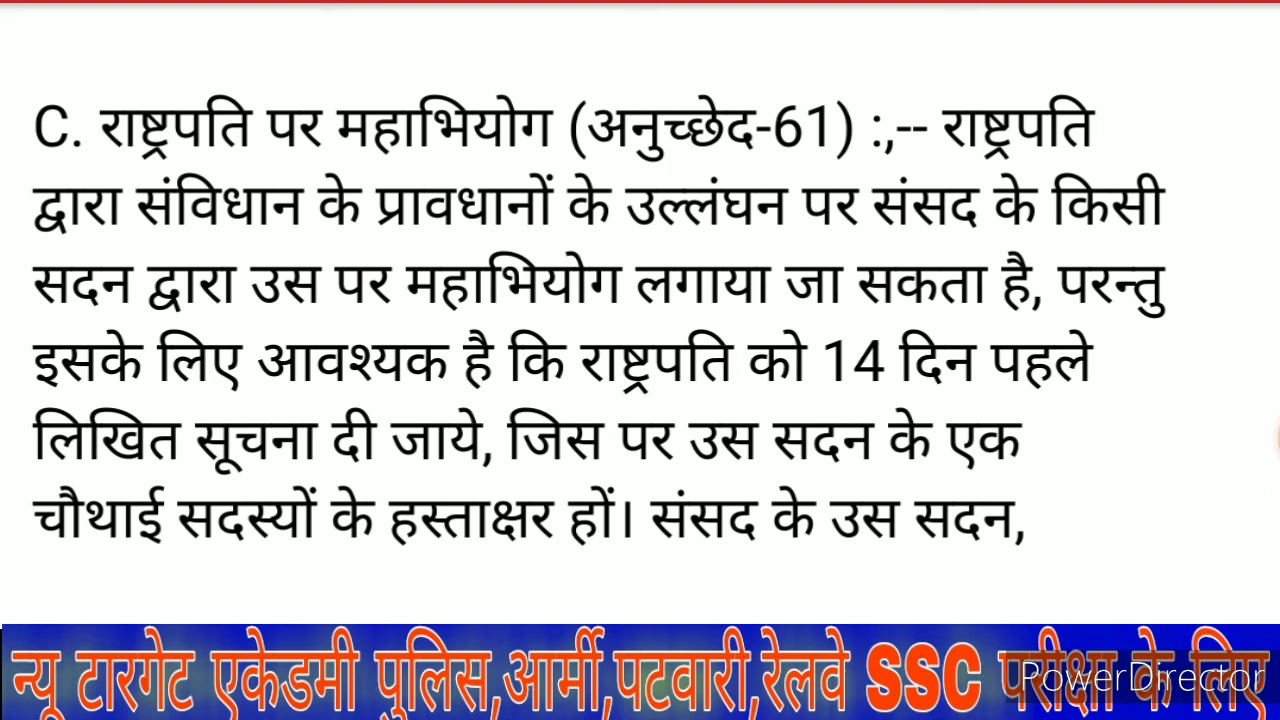 C. राष्ट्रपति पर महाभियोग (अनुच्छेद-61) :,-- राष्ट्रपति
द्वारा संविधान के प्रावधानों के उल्लंघन पर संसद के किसी
सदन द्वारा उस पर महाभियोग लगाया जा सकता है, परन्तु
इसके लिए आवश्यक है कि राष्ट्रपति को 14 दिन पहले
लिखित सूचना दी जाये, जिस पर उस सदन के एक
चौथाई सदस्यों के हस्ताक्षर हों। संसद के उस सदन,
न्यू टारगेट एकेडमी पुलिस,आर्मी,पटवारी,रेलवे SSC परीक्षा के लिए
PowerDirector